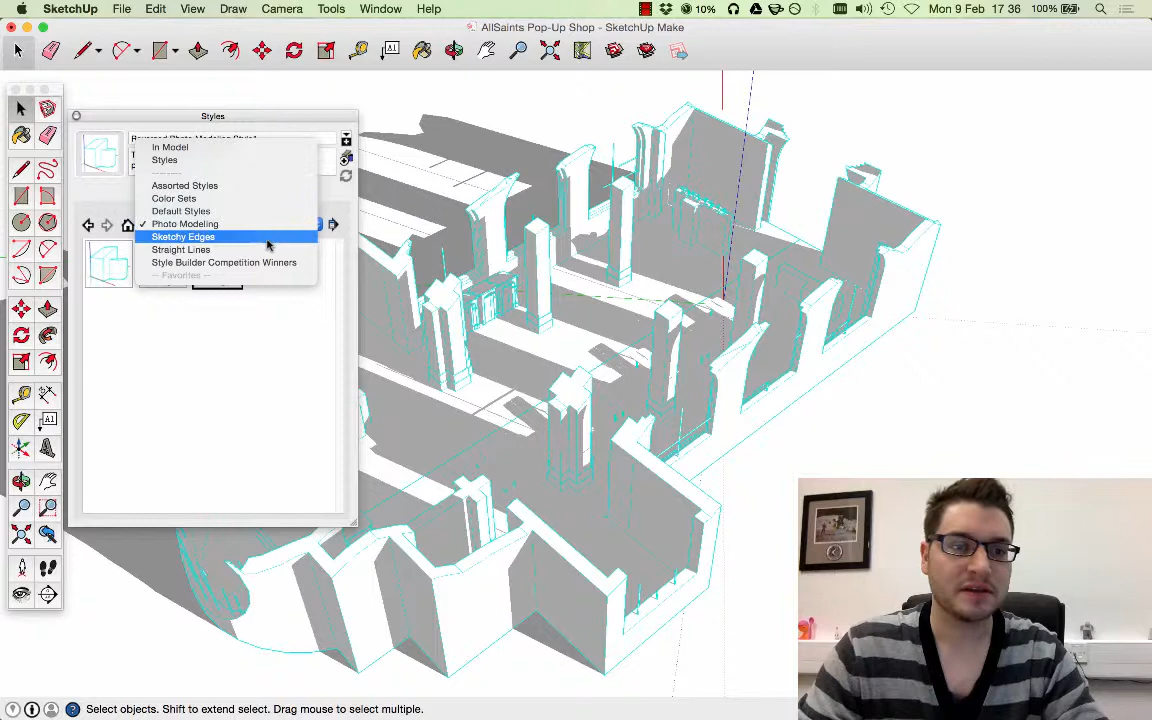 SketchUp File Edit View Draw Camera Tools Window Help 10% Mon 9 Feb 17 36 100%
AllSaints Pop-Up Shop - SketchUp Make
Styles
In Model
Styles
Assorted Styles
Color Sets
Default Styles
✓ Photo Modeling
Sketchy Edges
Straight Lines
Style Builder Competition Winners
-- Favorites --
Select objects. Shift to extend select. Drag mouse to select multiple.